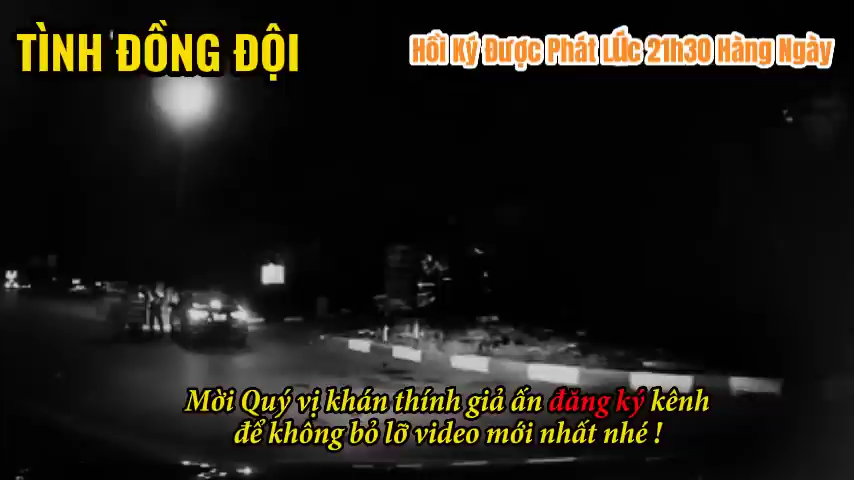 TÌNH ĐỒNG ĐỘI
Hồi Ký Được Phát LÚc 21h30 Hàng Ngày
Mời Quý vị khán thính giả ấn đăng ký kênh
để không bỏ lỡ video mới nhất nhé !